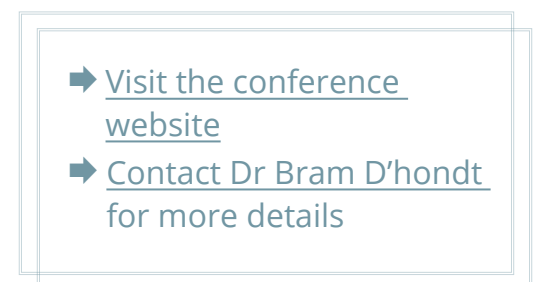 Visit the conference
website
Contact Dr Bram D’hondt
for more details